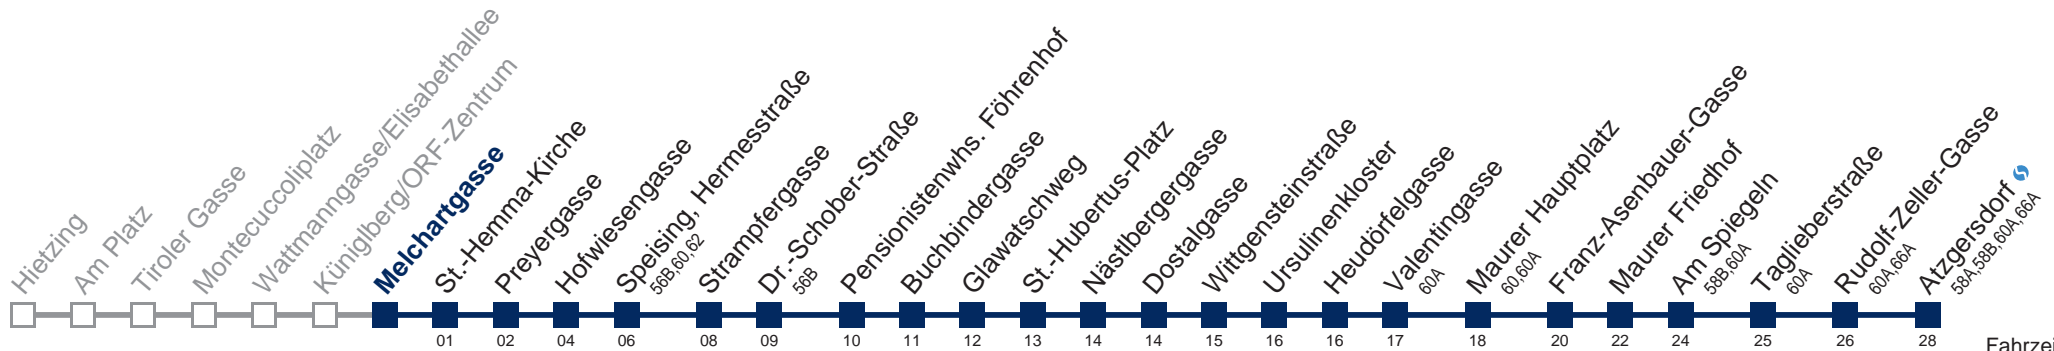 Hietzing
Am Platz
Tiroler Gasse
Montecuccoliplatz
Wattmanngasse/Elisabethallee
Küniglberg/ORF-Zentrum
Melchartgasse
St.-Hemma-Kirche
01
Preyergasse
02
Hofwiesengasse
04
Speising, Hermesstraße
56B,60,62
06
Strampfergasse
08
Dr.-Schober-Straße
56B
09
Pensionistenwhs. Föhrenhof
10
Buchbindergasse
11
Glawatschweg
12
St.-Hubertus-Platz
13
Nästlbergergasse
14
Dostalgasse
14
Wittgensteinstraße
15
Ursulinenkloster
16
Heudörfelgasse
16
Valentingasse
60A
17
Maurer Hauptplatz
60,60A
18
Franz-Asenbauer-Gasse
20
Maurer Friedhof
22
Am Spiegeln
58B,60A
24
Taglieberstraße
60A
25
Rudolf-Zeller-Gasse
60A,66A
26
Atzgersdorf
58A,58B,60A,66A
28
Fahrzei